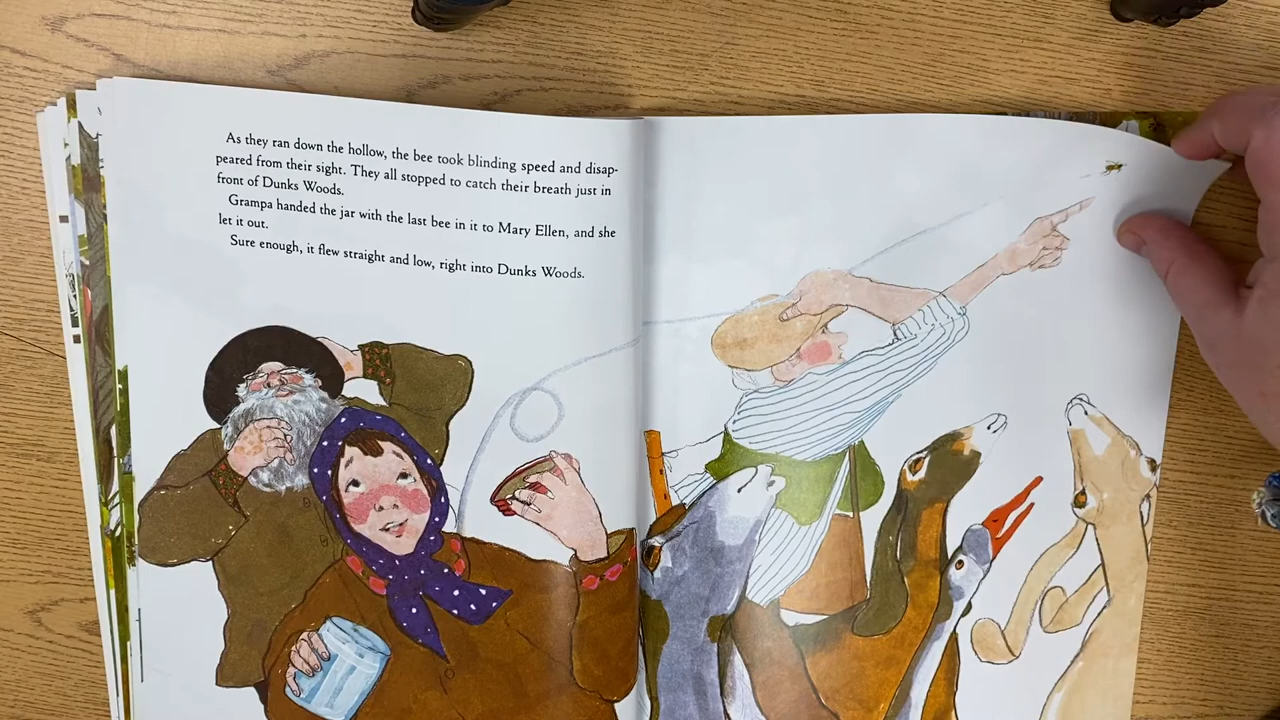 As they ran down the hollow, the bee took blinding speed and disap-
peared from their sight. They all stopped to catch their breath just in
front of Dunks Woods.
Grampa handed the jar with the last bee in it to Mary Ellen, and she
let it out.
Sure enough, it flew straight and low, right into Dunks Woods.